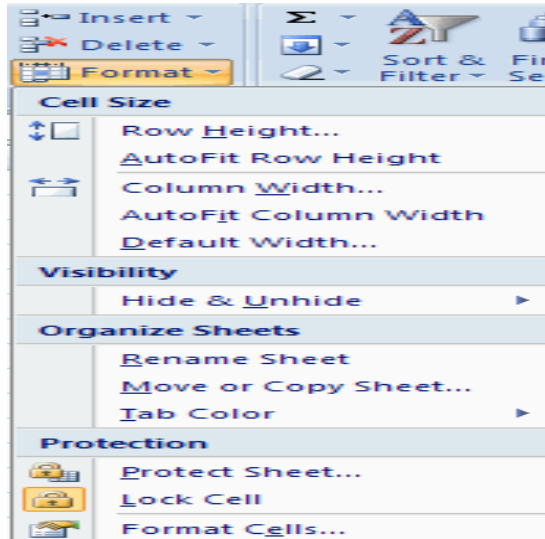 Insert
Σ
Delete
Format
Sort &
Filter
Cell Size
Row Height...
AutoFit Row Height
Column Width...
AutoFit Column Width
Default Width...
Visibility
Hide & Unhide
Organize Sheets
Rename Sheet
Move or Copy Sheet...
Tab Color
Protection
Protect Sheet...
Lock Cell
Format Cells...